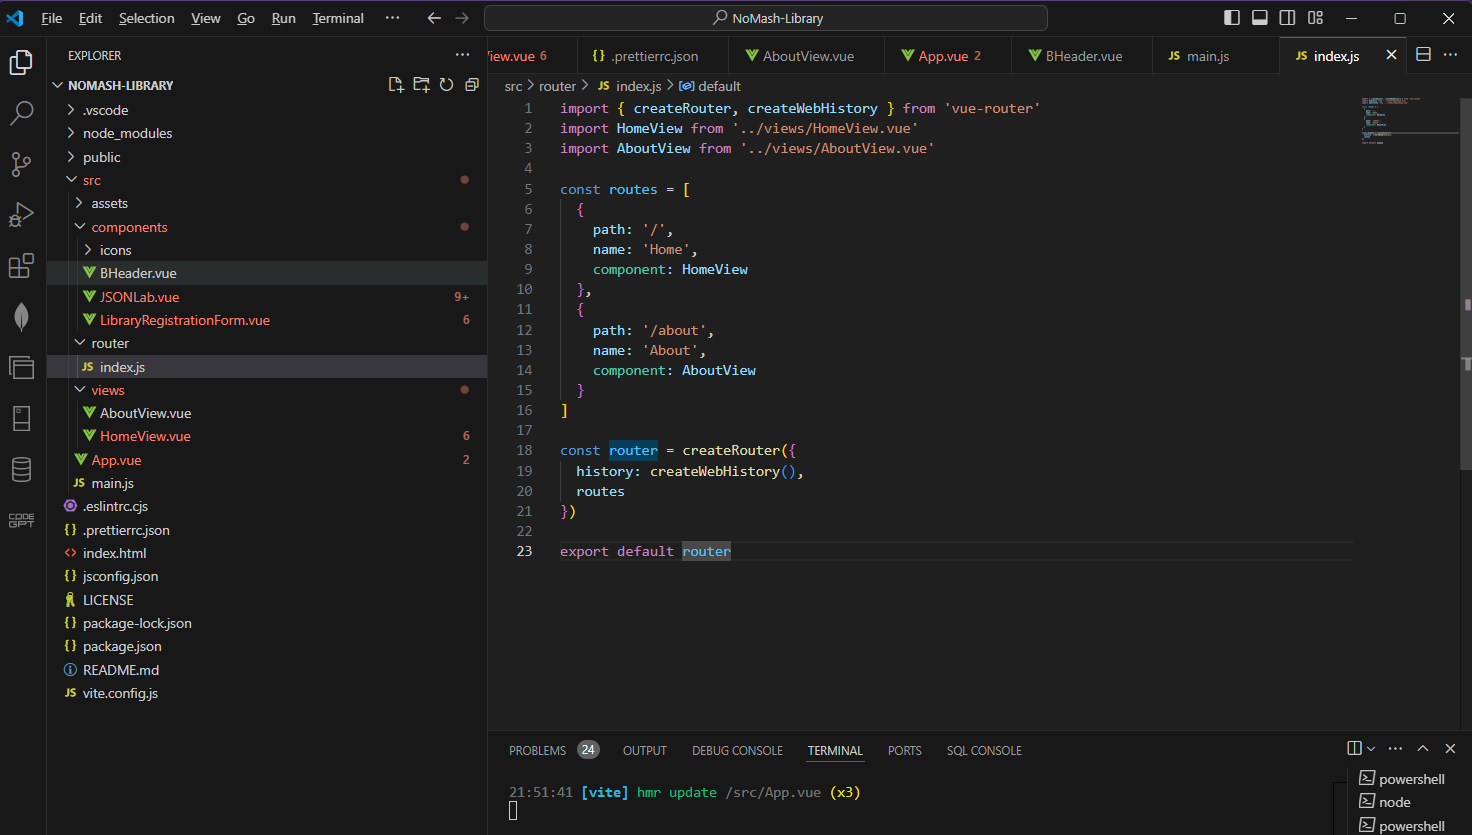 File Edit Selection View Go Run Terminal ··· NoMash-Library
EXPLORER ···
iew.vue 6 {} .prettierrc.json AboutView.vue App.vue 2 BHeader.vue JS main.js JS index.js ···
src > router > JS index.js > default
NOMASH-LIBRARY
.vscode
node_modules
public
src
assets
components
icons
BHeader.vue
JSONLab.vue 9+
LibraryRegistrationForm.vue 6
router
JS index.js
views
AboutView.vue
HomeView.vue 6
App.vue 2
JS main.js
.eslintrc.cjs
{} .prettierrc.json
<> index.html
{} jsconfig.json
LICENSE
{} package-lock.json
{} package.json
README.md
JS vite.config.js
CODE
GPT
1 import { createRouter, createWebHistory } from 'vue-router'
2 import HomeView from '../views/HomeView.vue'
3 import AboutView from '../views/AboutView.vue'
4
5 const routes = [
6 {
7 path: '/',
8 name: 'Home',
9 component: HomeView
10 },
11 {
12 path: '/about',
13 name: 'About',
14 component: AboutView
15 }
16 ]
17
18 const router = createRouter({
19 history: createWebHistory(),
20 routes
21 })
22
23 export default router
PROBLEMS 24 OUTPUT DEBUG CONSOLE TERMINAL PORTS SQL CONSOLE ···
21:51:41 [vite] hmr update /src/App.vue (x3)
powershell
node
powershell